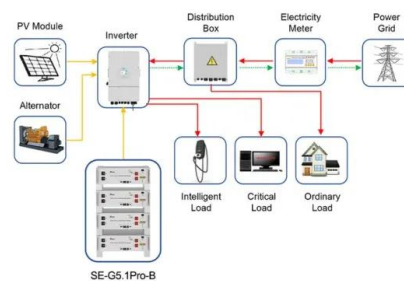 PV Module
Inverter
Distribution
Box
Electricity
Meter
Power
Grid
Alternator
Intelligent
Load
Critical
Load
Ordinary
Load
SE-G5.1Pro-B